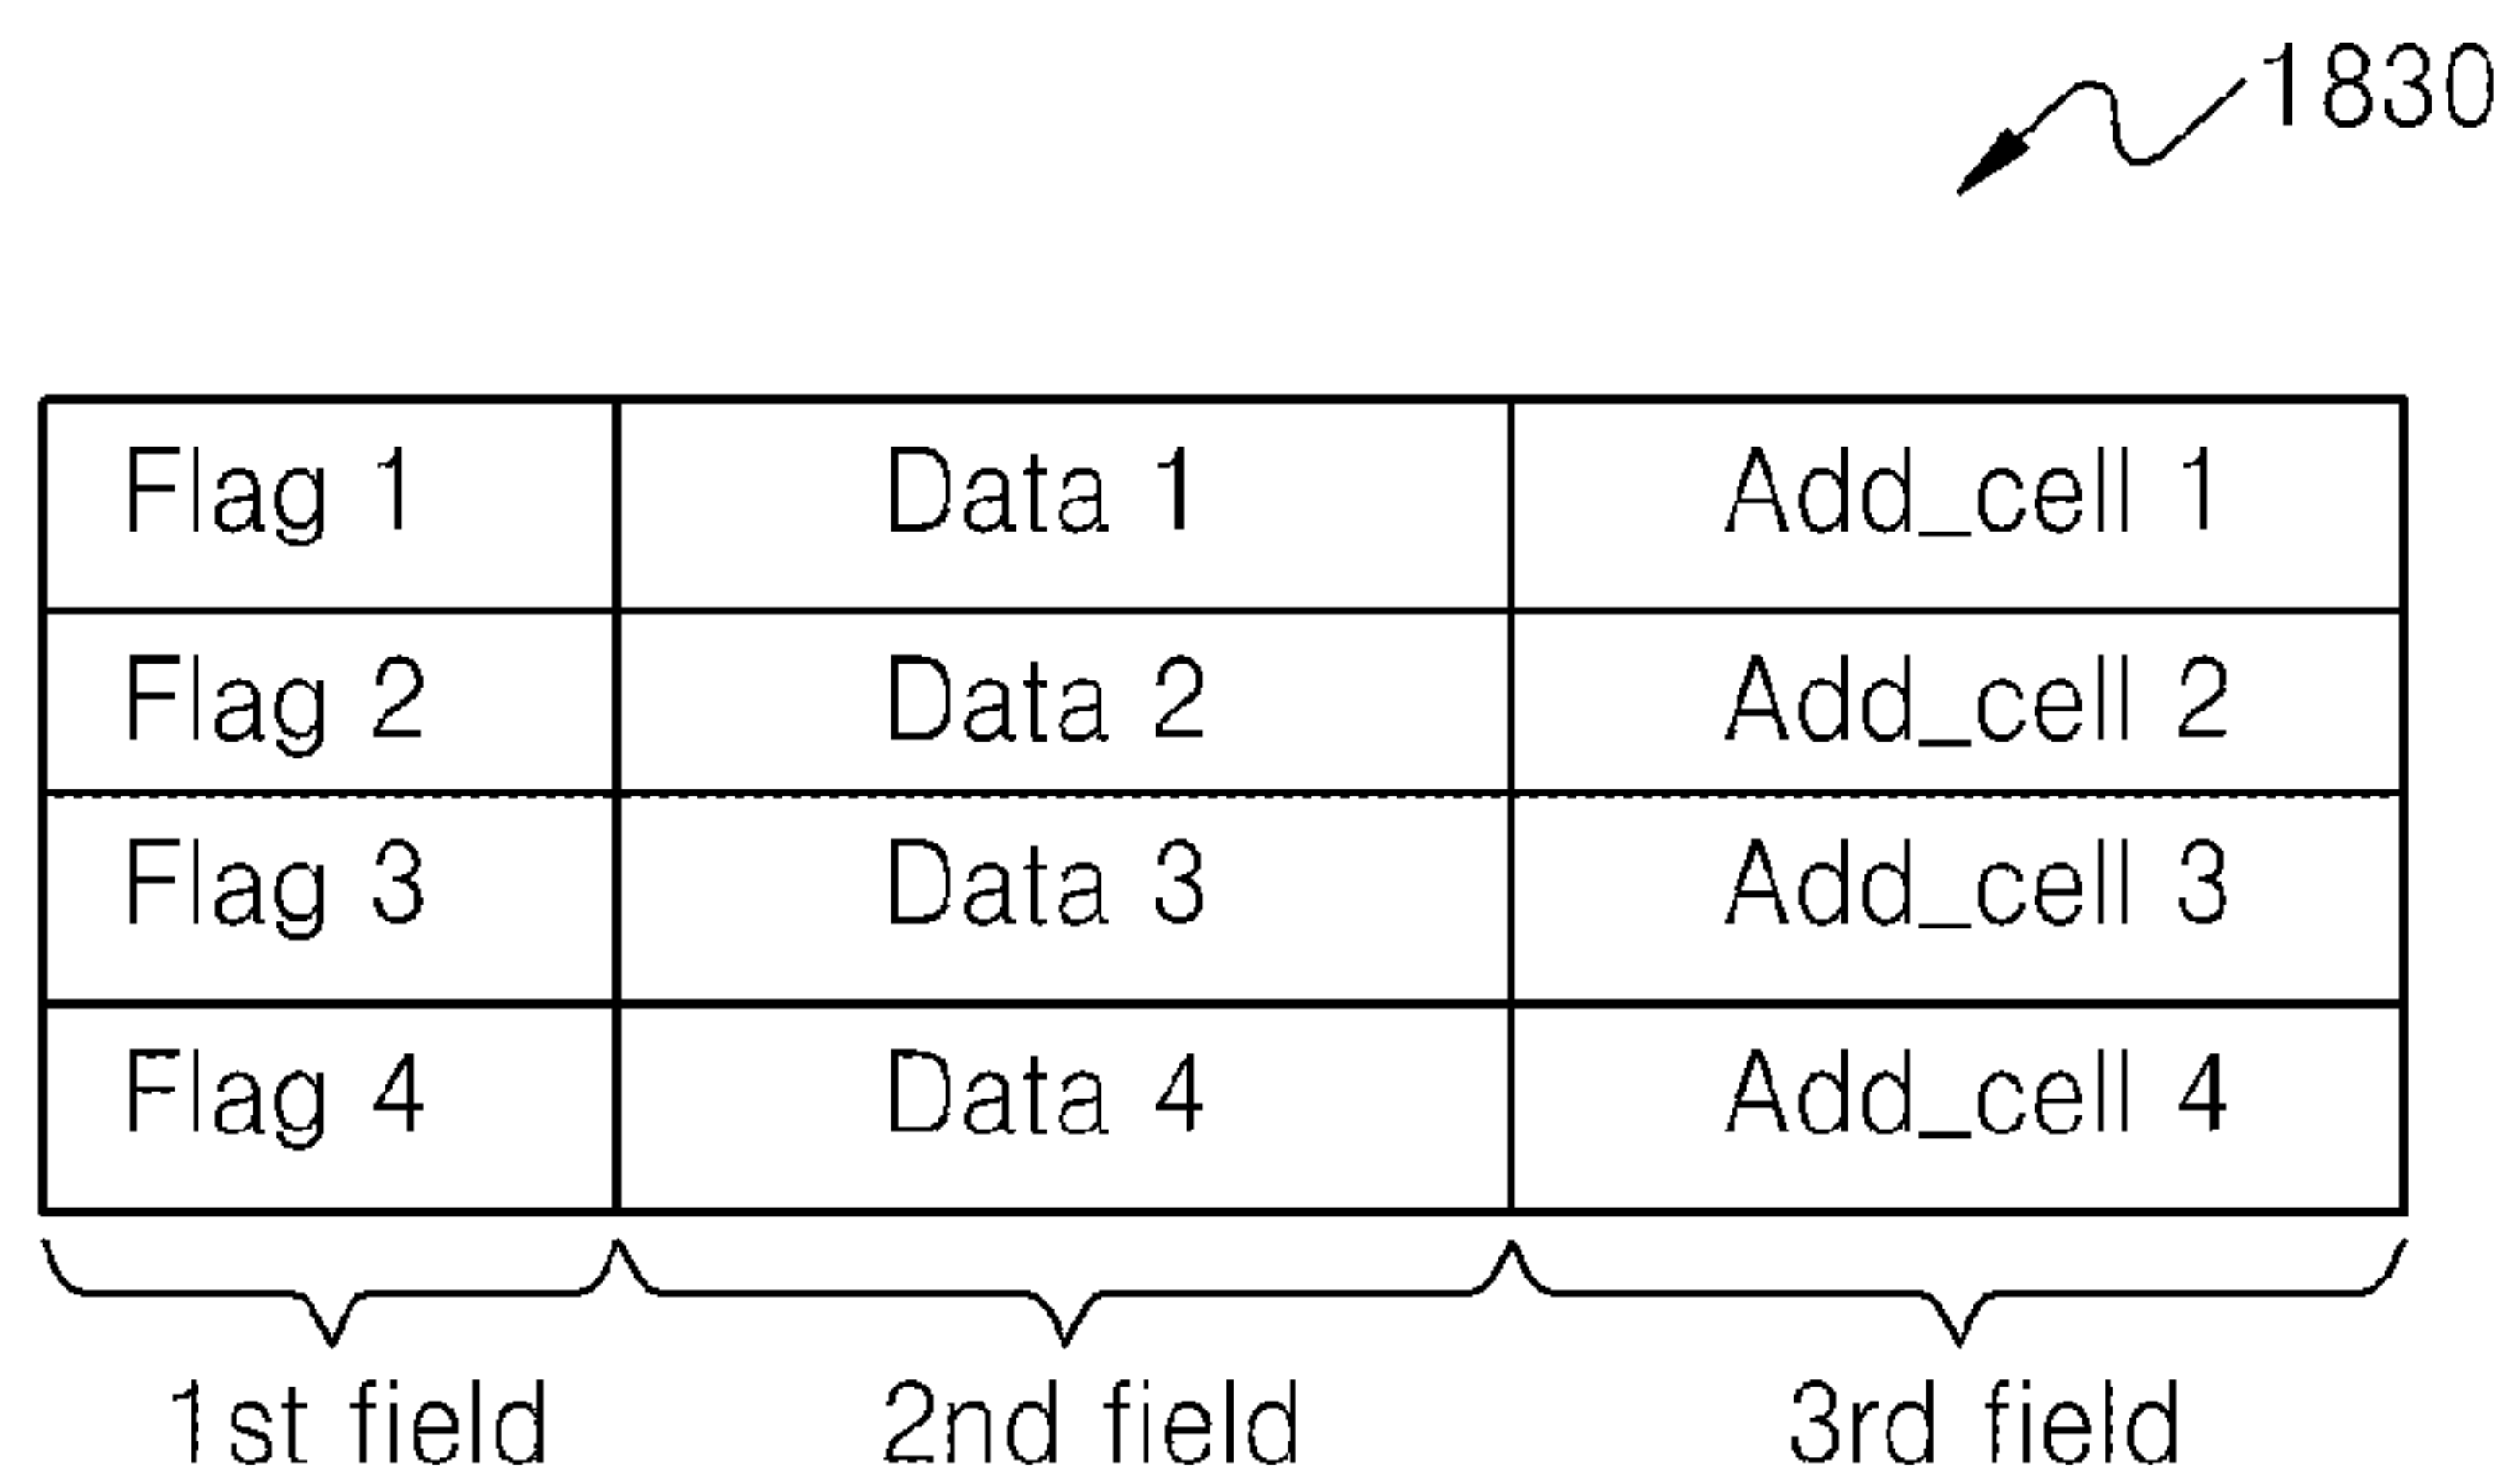 1830
Flag 1 Data 1 Add_cell 1
Flag 2 Data 2 Add_cell 2
Flag 3 Data 3 Add_cell 3
Flag 4 Data 4 Add_cell 4
1st field 2nd field 3rd field